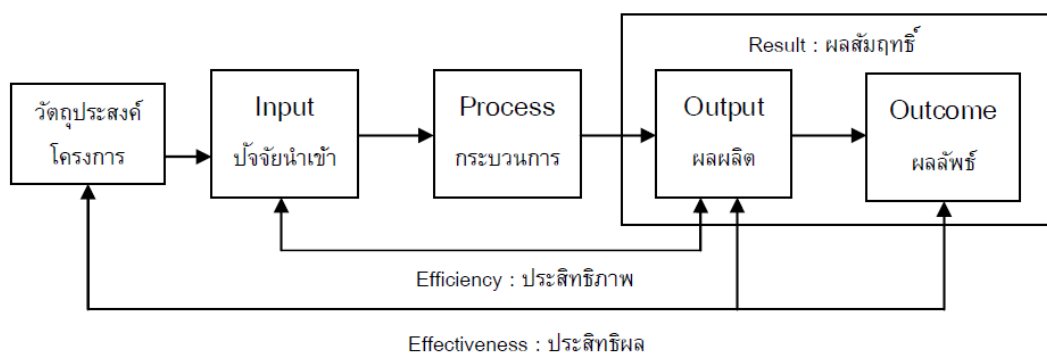 Result : ผลสัมฤทธิ์
วัตถุประสงค์
โครงการ
Input
ปัจจัยนำเข้า
Process
กระบวนการ
Output
ผลผลิต
Outcome
ผลลัพธ์
Efficiency : ประสิทธิภาพ
Effectiveness : ประสิทธิผล